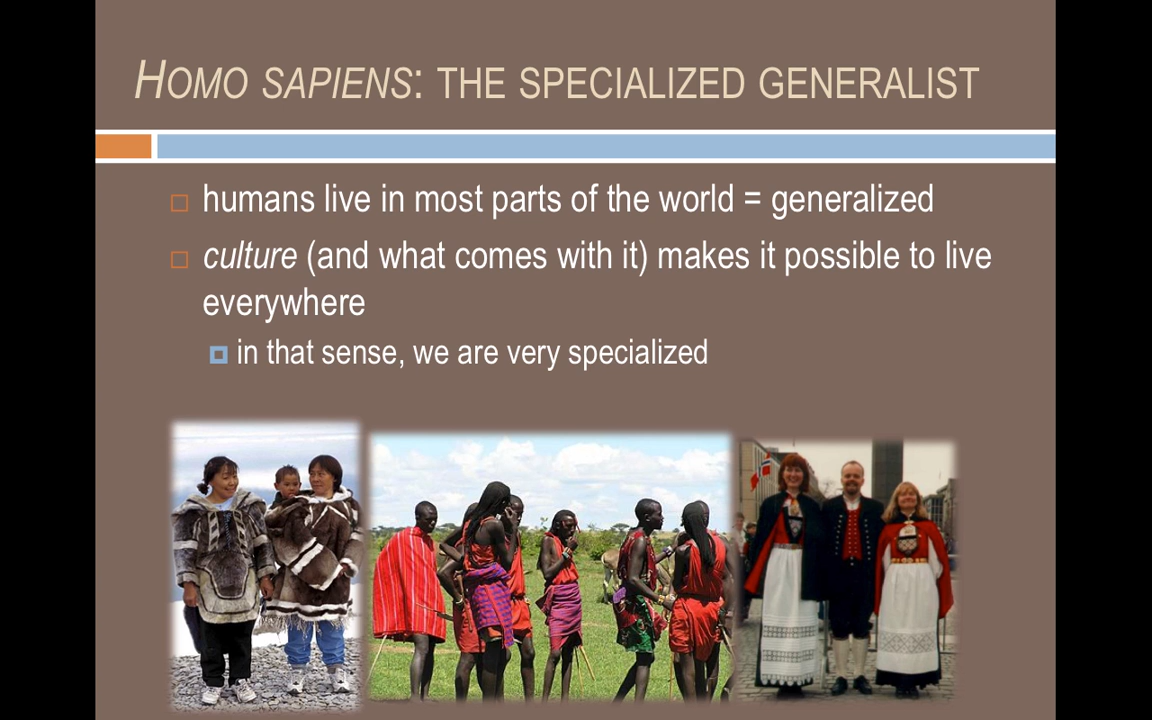 HOMO SAPIENS: THE SPECIALIZED GENERALIST
humans live in most parts of the world = generalized
culture (and what comes with it) makes it possible to live
everywhere
in that sense, we are very specialized